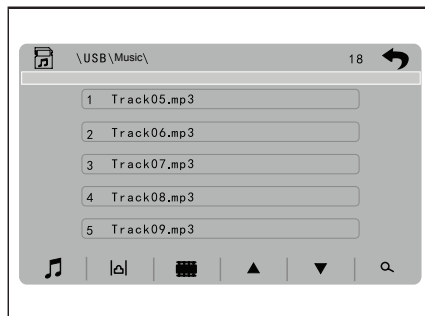 \USB\Music\ 18
1 Track05.mp3
2 Track06.mp3
3 Track07.mp3
4 Track08.mp3
5 Track09.mp3